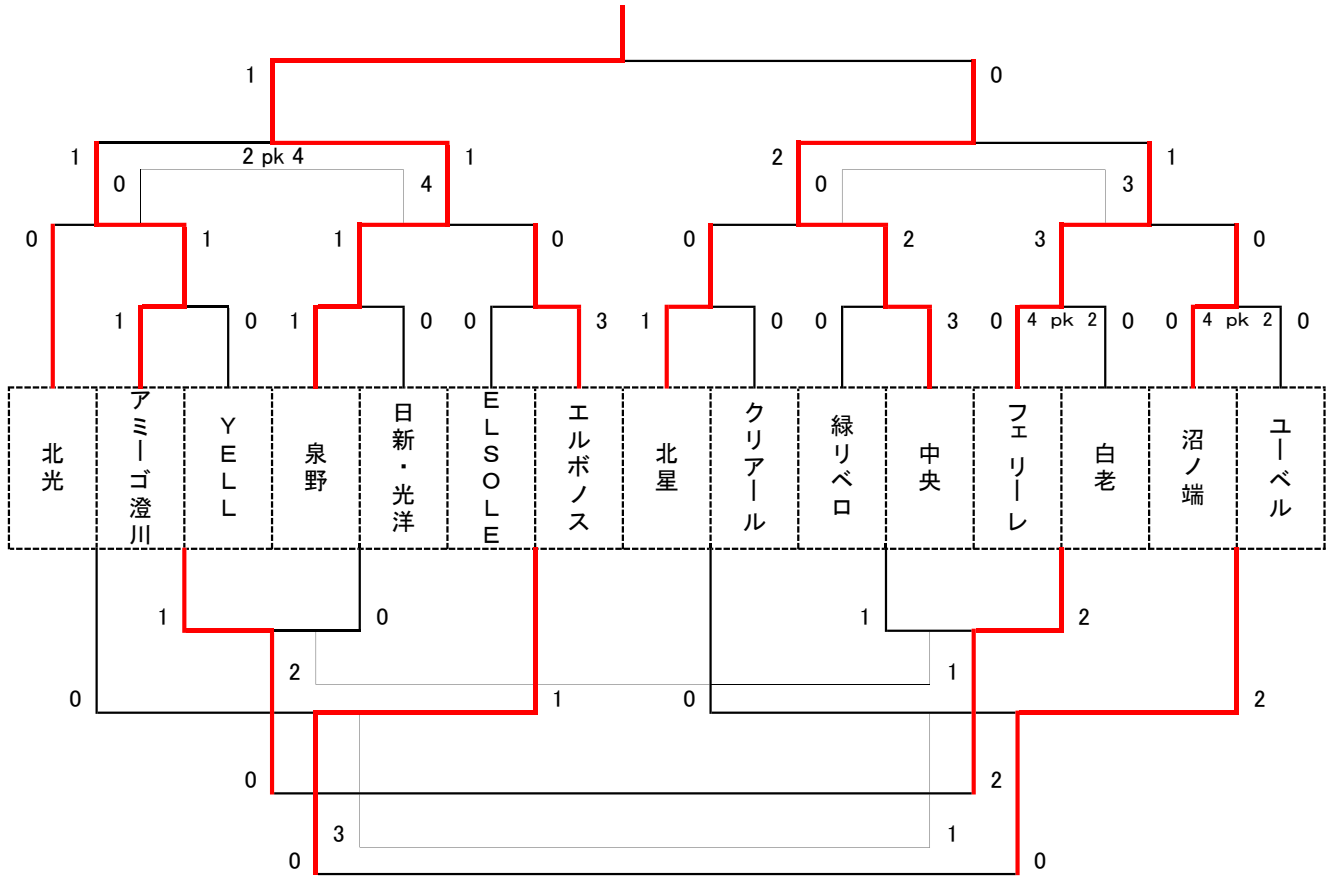 1 0
1 2 pk 4 1 2 1
0 4 0 3
0 1 1 0 0 2 3 0
1 0 1 0 0 3 1 0 0 3 0 4 pk 2 0 0 4 pk 2 0
北光
アミーゴ澄川
YELL
泉野
日新・光洋
ELSOLE
エルボノス
北星
クリアール
緑リベロ
中央
フェリーレ
白老
沼ノ端
ユーベル
1 0 1 2
2 1
0 1 0 2
0 2
3 1
0 0